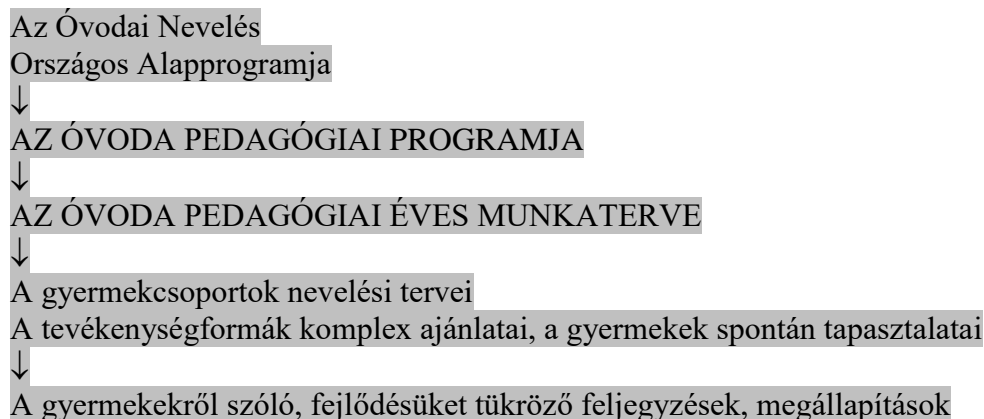 Az Óvodai Nevelés
Országos Alapprogramja
↓
AZ ÓVODA PEDAGÓGIAI PROGRAMJA
↓
AZ ÓVODA PEDAGÓGIAI ÉVES MUNKATERVE
↓
A gyermekcsoportok nevelési tervei
A tevékenységformák komplex ajánlatai, a gyermekek spontán tapasztalatai
↓
A gyermekekről szóló, fejlődésüket tükröző feljegyzések, megállapítások